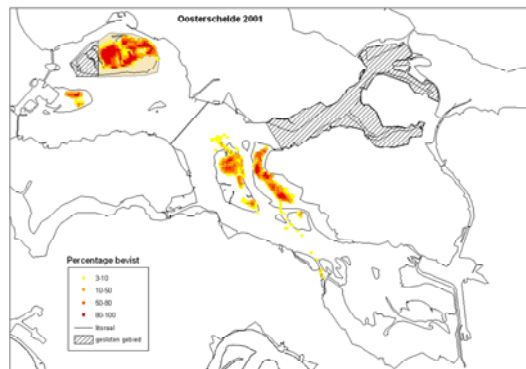 Oosterschelde 2001
Percentage bevist
3-10
10-50
50-80
80-100
litoraal
gesloten gebied